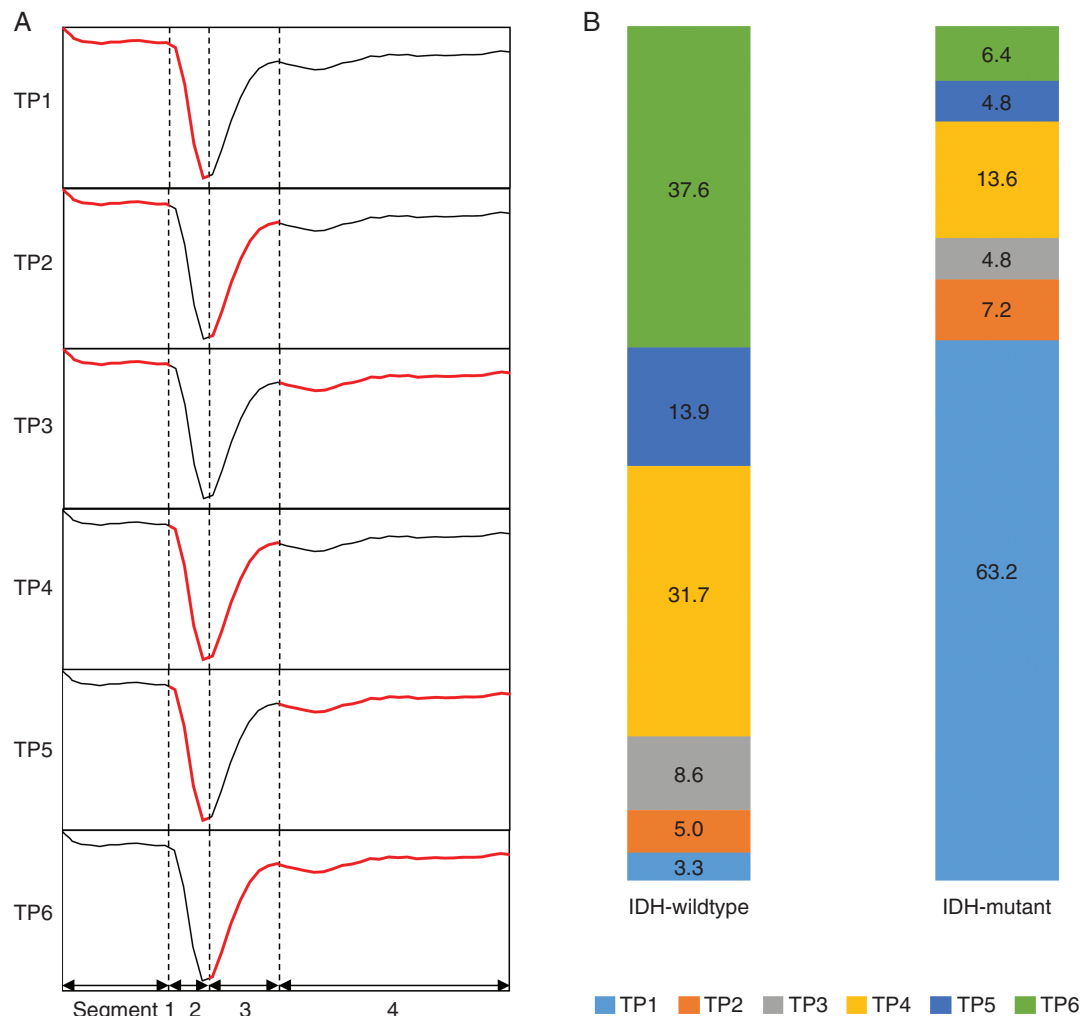 A
TP1
TP2
TP3
TP4
TP5
TP6
Segment 1 2 3 4
B
37.6
13.9
31.7
8.6
5.0
3.3
IDH-wildtype
6.4
4.8
13.6
4.8
7.2
63.2
IDH-mutant
TP1 TP2 TP3 TP4 TP5 TP6